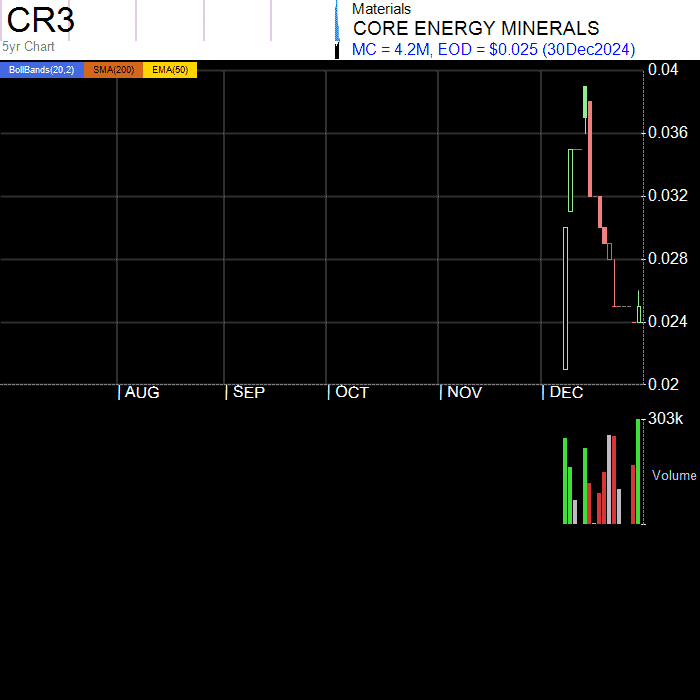 CR3
5yr Chart
Materials
CORE ENERGY MINERALS
MC = 4.2M, EOD = $0.025 (30Dec2024)
BollBands(20,2) SMA(200) EMA(50)
0.04
0.036
0.032
0.028
0.024
0.02
AUG SEP OCT NOV DEC
303k
Volume